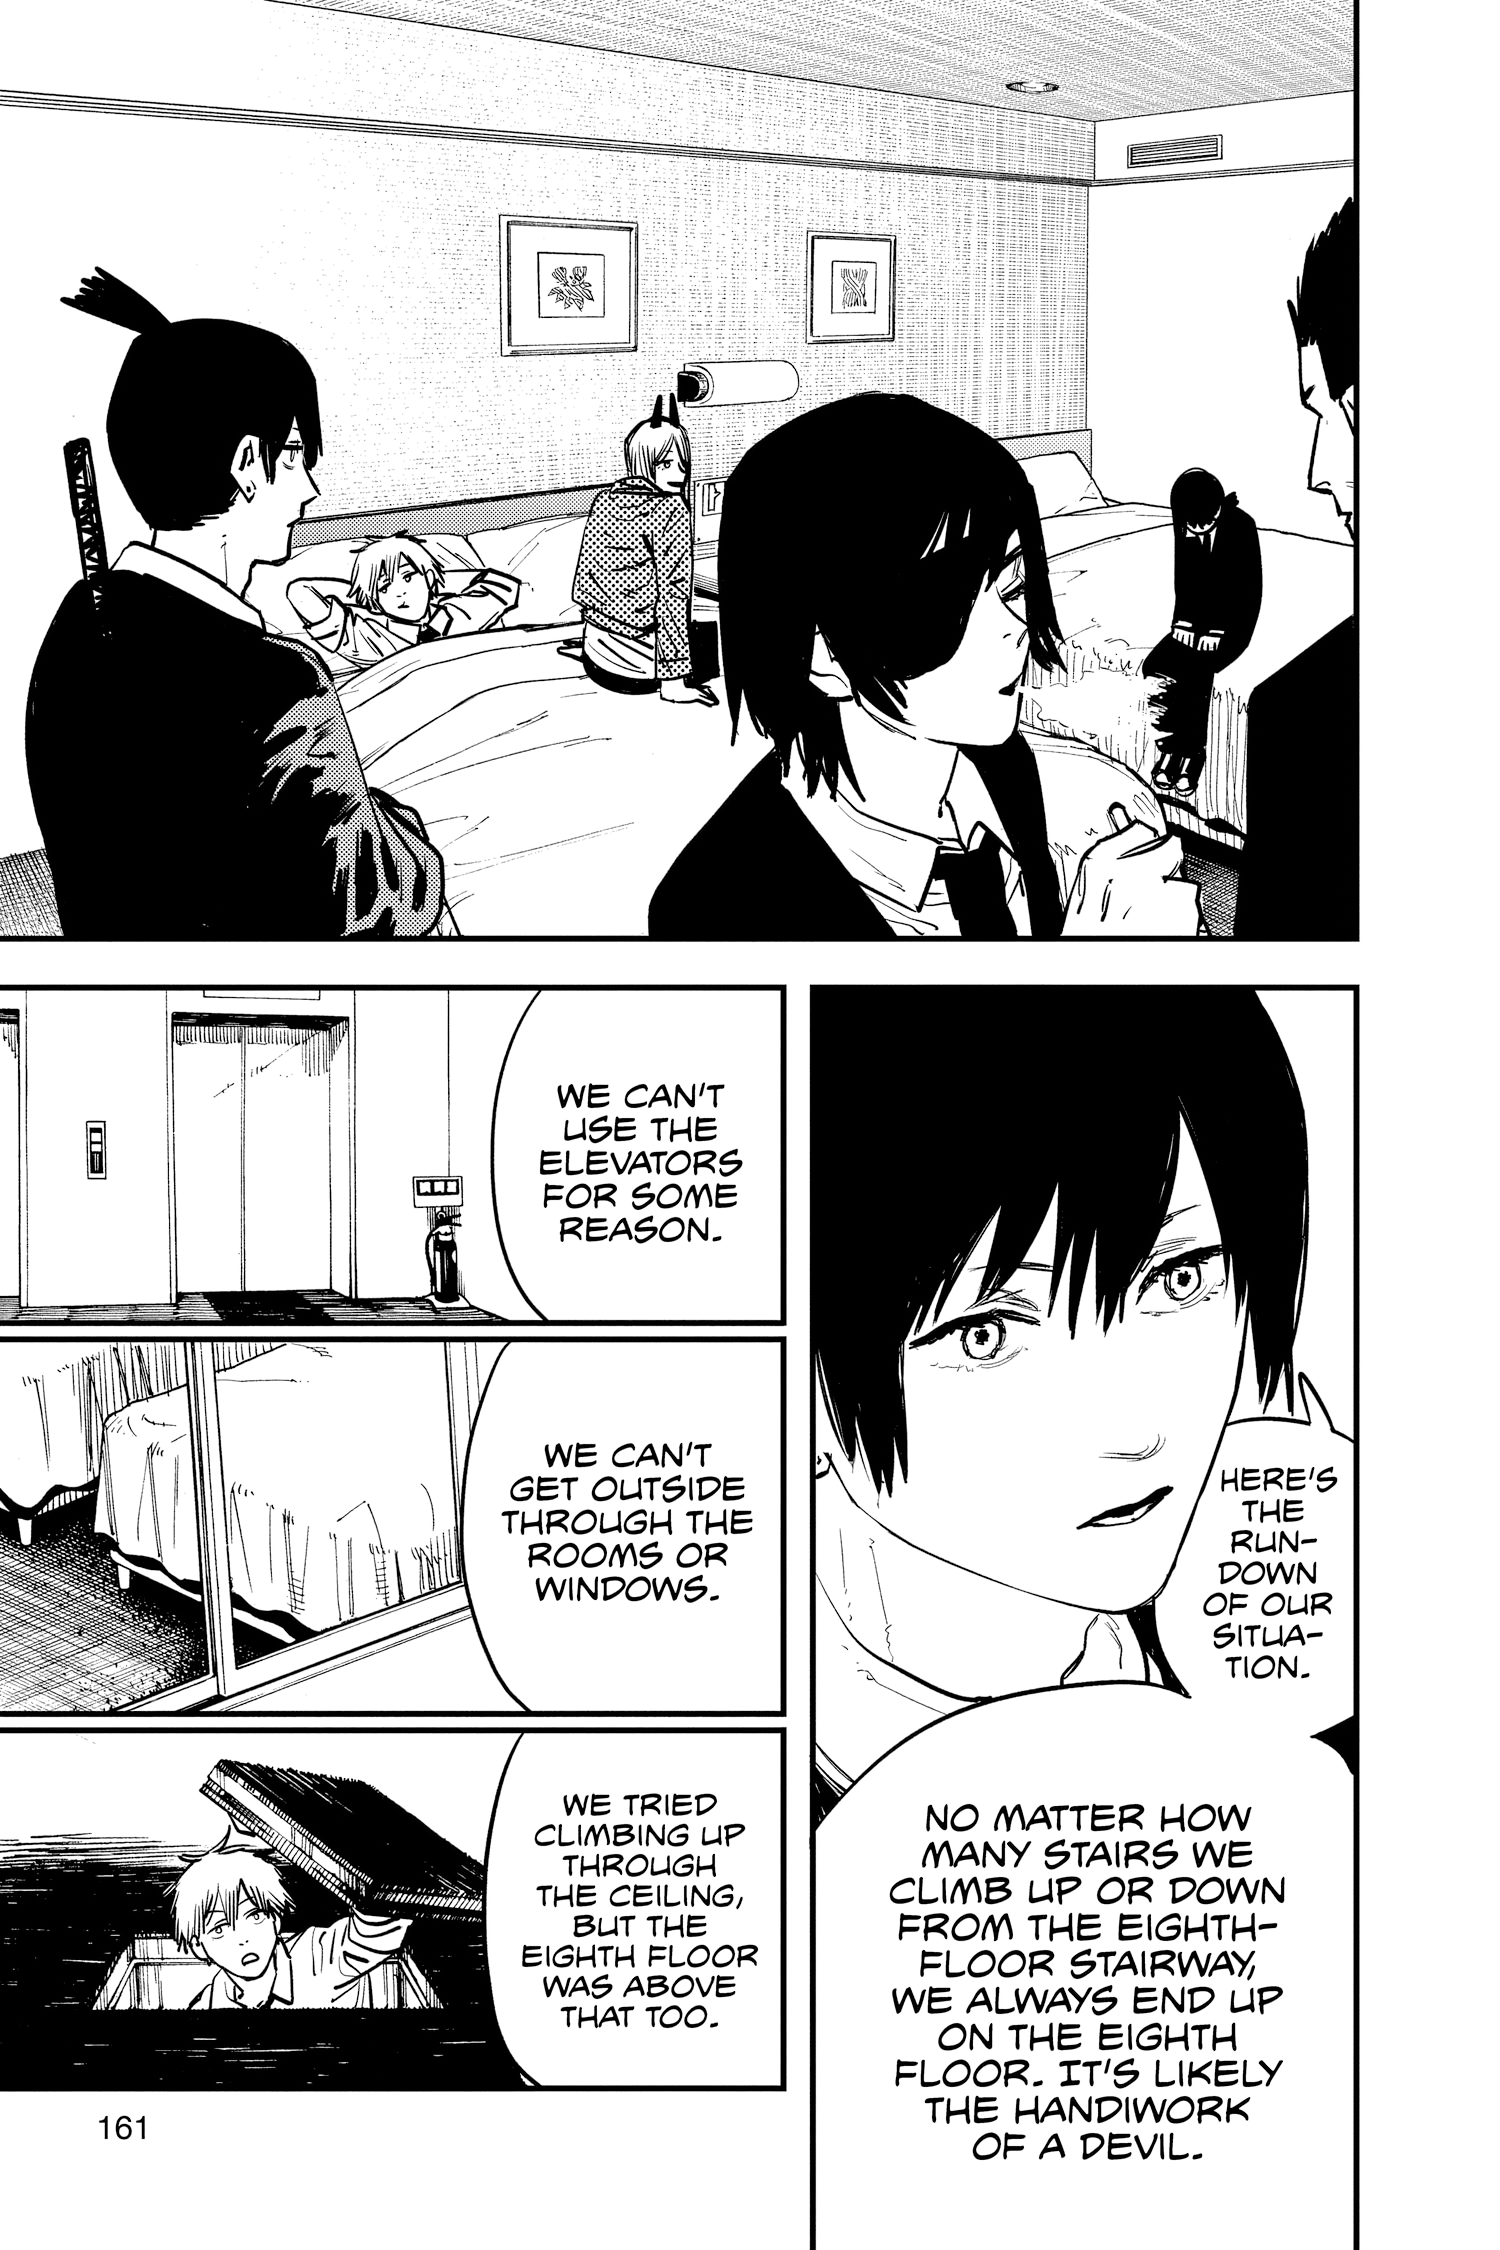 HERE'S
THE
RUN-
DOWN
OF OUR
SITUA-
TION.
NO MATTER HOW
MANY STAIRS WE
CLIMB UP OR DOWN
FROM THE EIGHTH-
FLOOR STAIRWAY,
WE ALWAYS END UP
ON THE EIGHTH
FLOOR. IT'S LIKELY
THE HANDIWORK
OF A DEVIL.
WE CAN'T
USE THE
ELEVATORS
FOR SOME
REASON.
WE CAN'T
GET OUTSIDE
THROUGH THE
ROOMS OR
WINDOWS.
WE TRIED
CLIMBING UP
THROUGH
THE CEILING,
BUT THE
EIGHTH FLOOR
WAS ABOVE
THAT TOO.
161